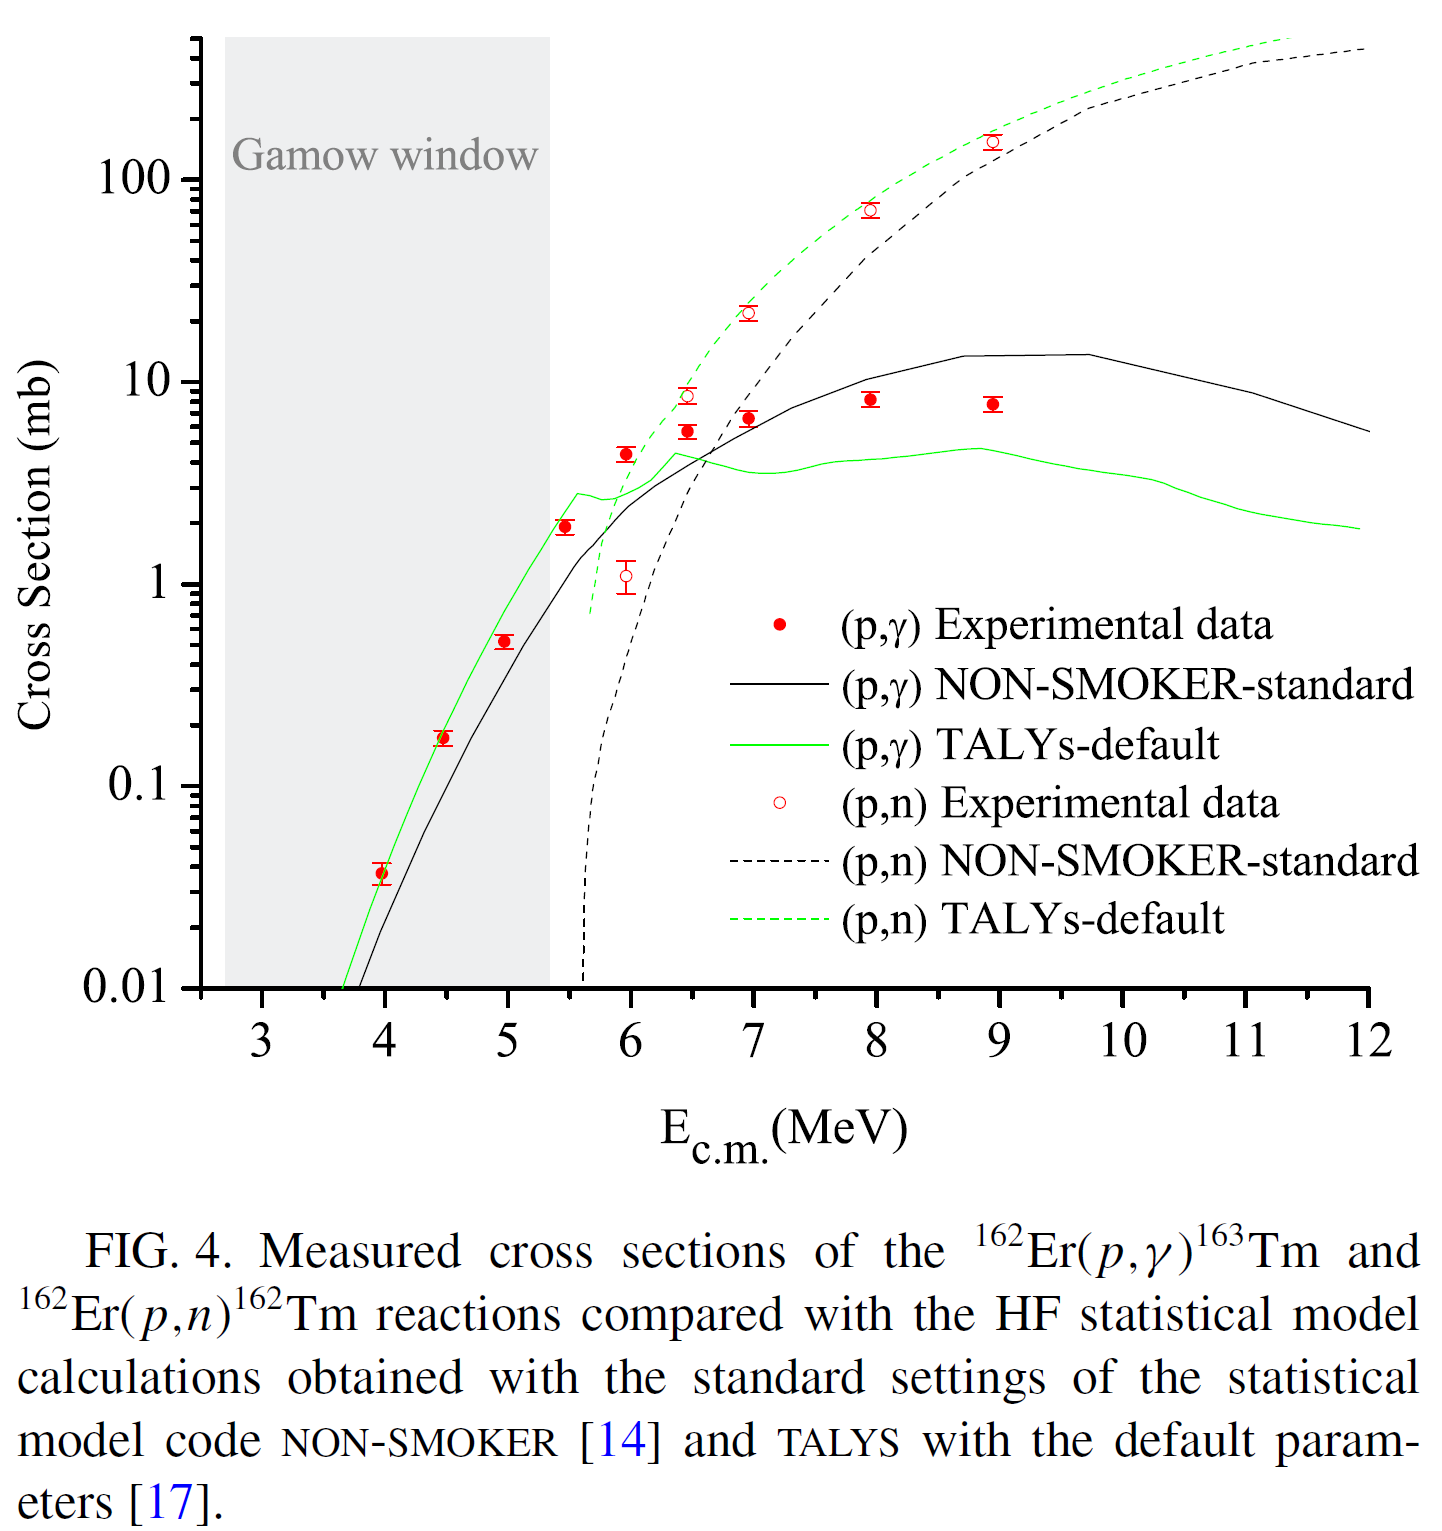 Gamow window
100
10
1
0.1
0.01
Cross Section (mb)
(p,γ) Experimental data
(p,γ) NON-SMOKER-standard
(p,γ) TALYs-default
(p,n) Experimental data
(p,n) NON-SMOKER-standard
(p,n) TALYs-default
3 4 5 6 7 8 9 10 11 12
E_c.m.(MeV)
FIG. 4. Measured cross sections of the ¹⁶²Er(p,γ)¹⁶³Tm and
¹⁶²Er(p,n)¹⁶²Tm reactions compared with the HF statistical model
calculations obtained with the standard settings of the statistical
model code NON-SMOKER [14] and TALYS with the default param-
eters [17].